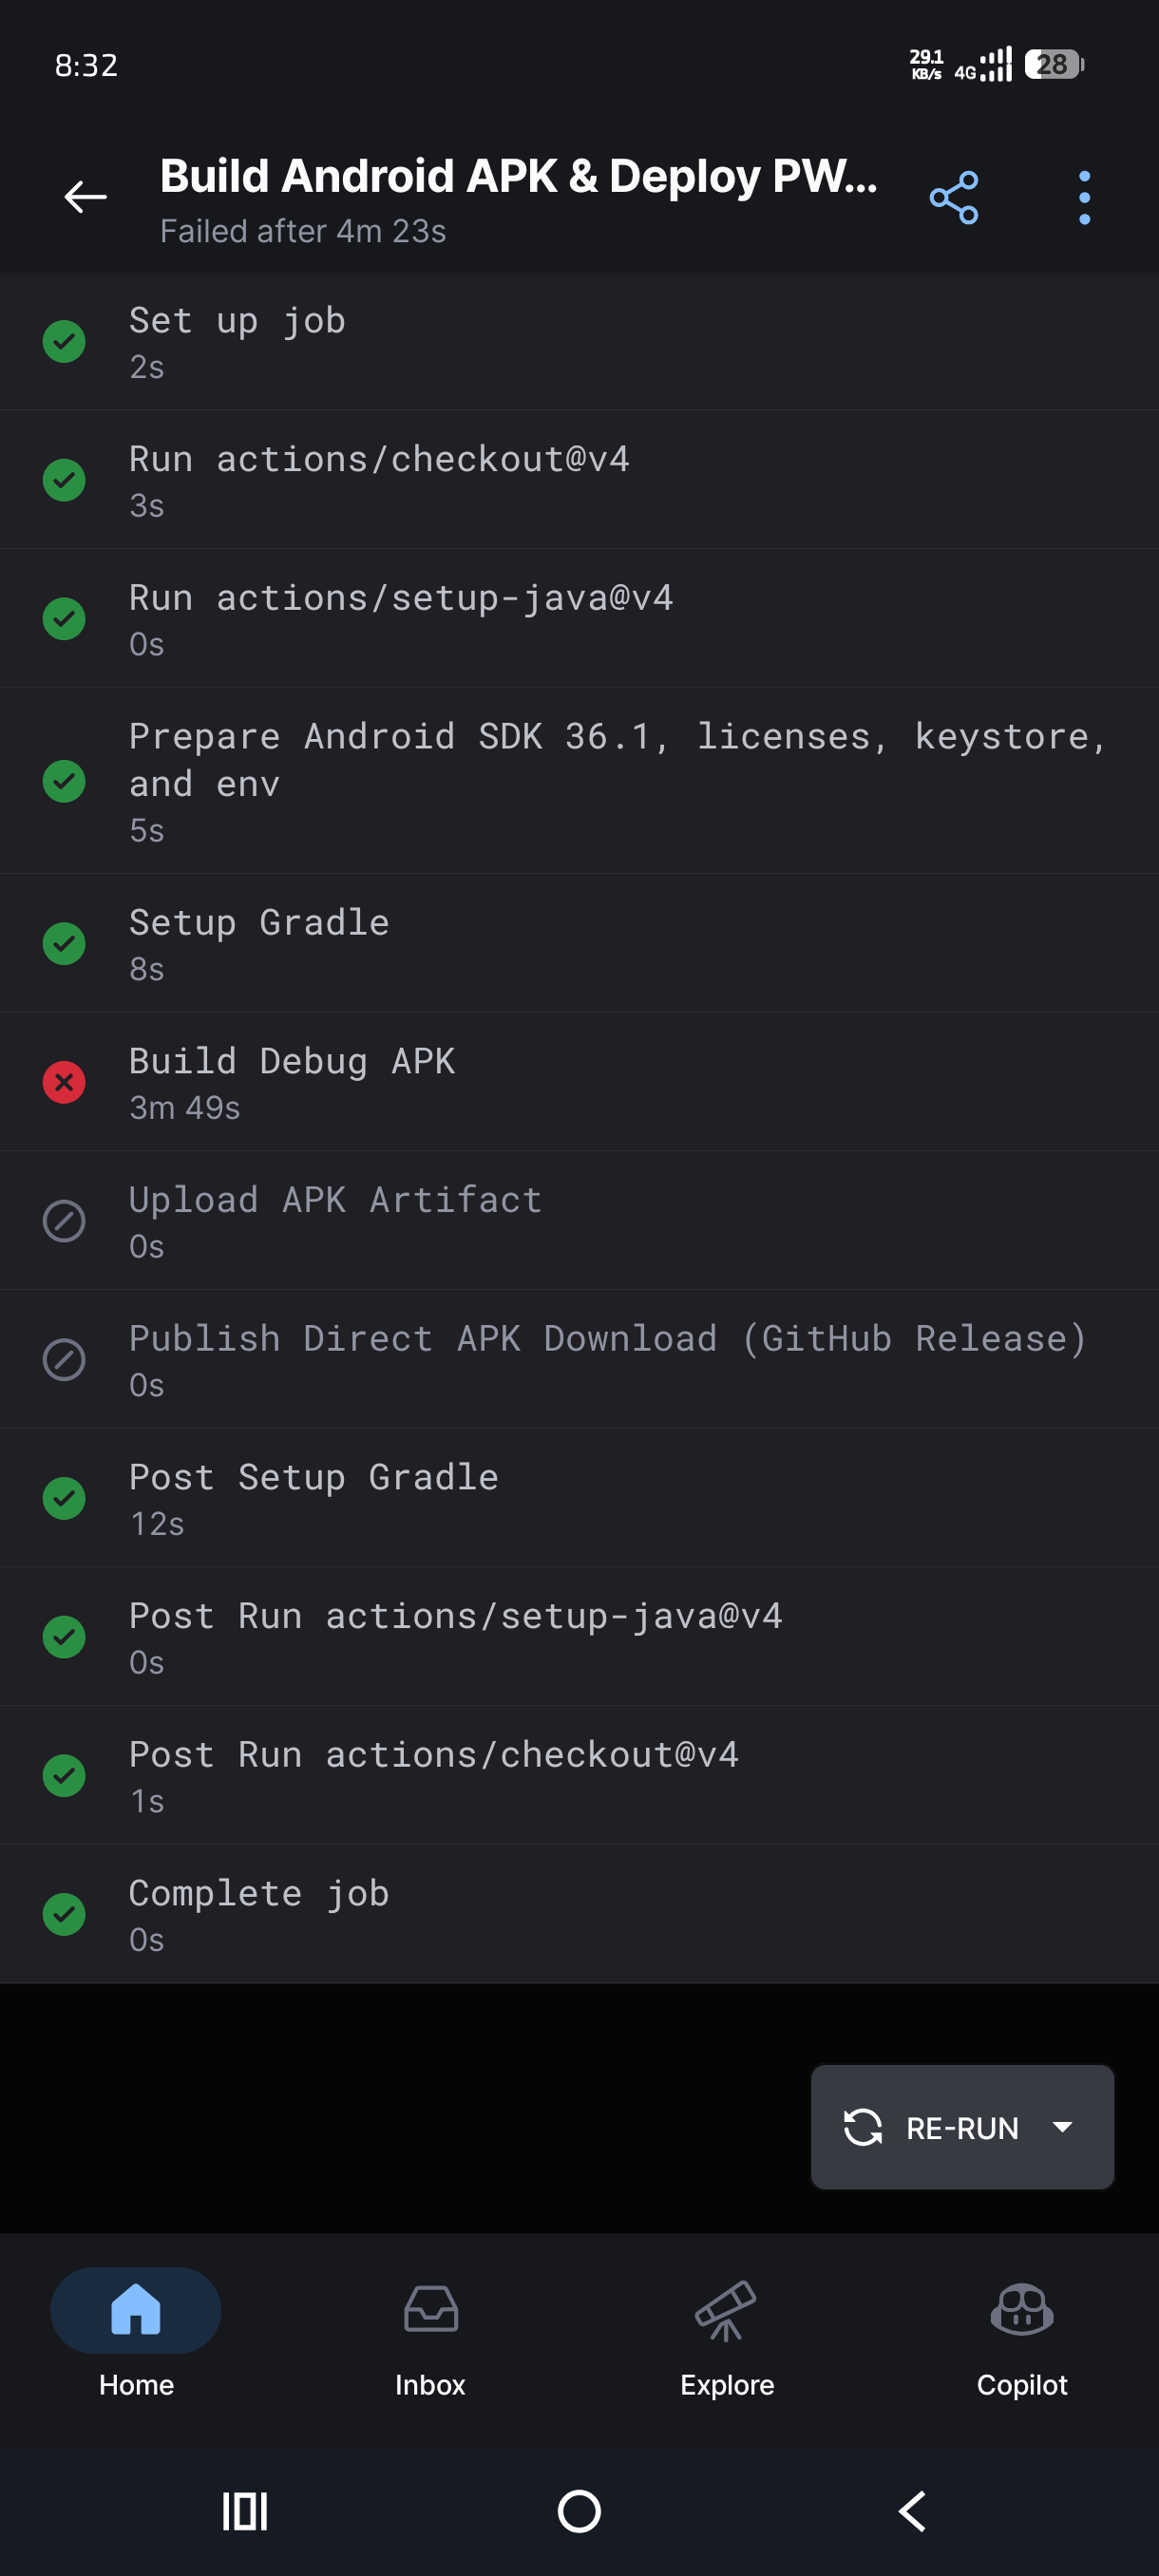 8:32
29.1
KB/s
4G
28
Build Android APK & Deploy PW...
Failed after 4m 23s
Set up job
2s
Run actions/checkout@v4
3s
Run actions/setup-java@v4
0s
Prepare Android SDK 36.1, licenses, keystore,
and env
5s
Setup Gradle
8s
Build Debug APK
3m 49s
Upload APK Artifact
0s
Publish Direct APK Download (GitHub Release)
0s
Post Setup Gradle
12s
Post Run actions/setup-java@v4
0s
Post Run actions/checkout@v4
1s
Complete job
0s
RE-RUN
Home
Inbox
Explore
Copilot